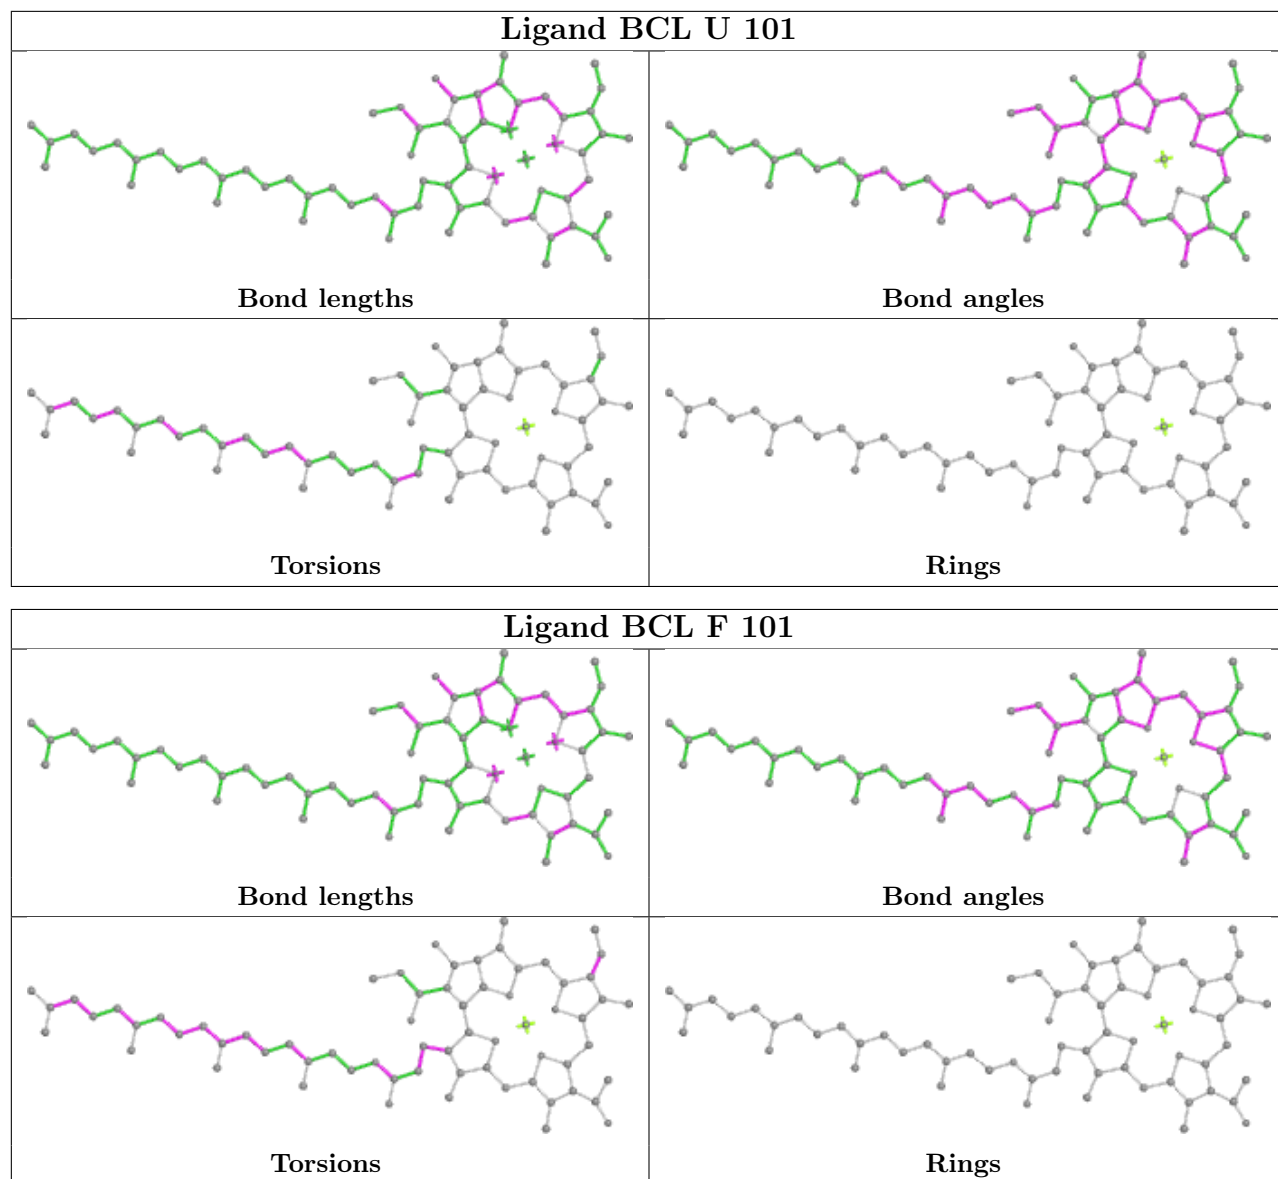 Ligand BCL U 101
Bond lengths
Bond angles
Torsions
Rings
Ligand BCL F 101
Bond lengths
Bond angles
Torsions
Rings